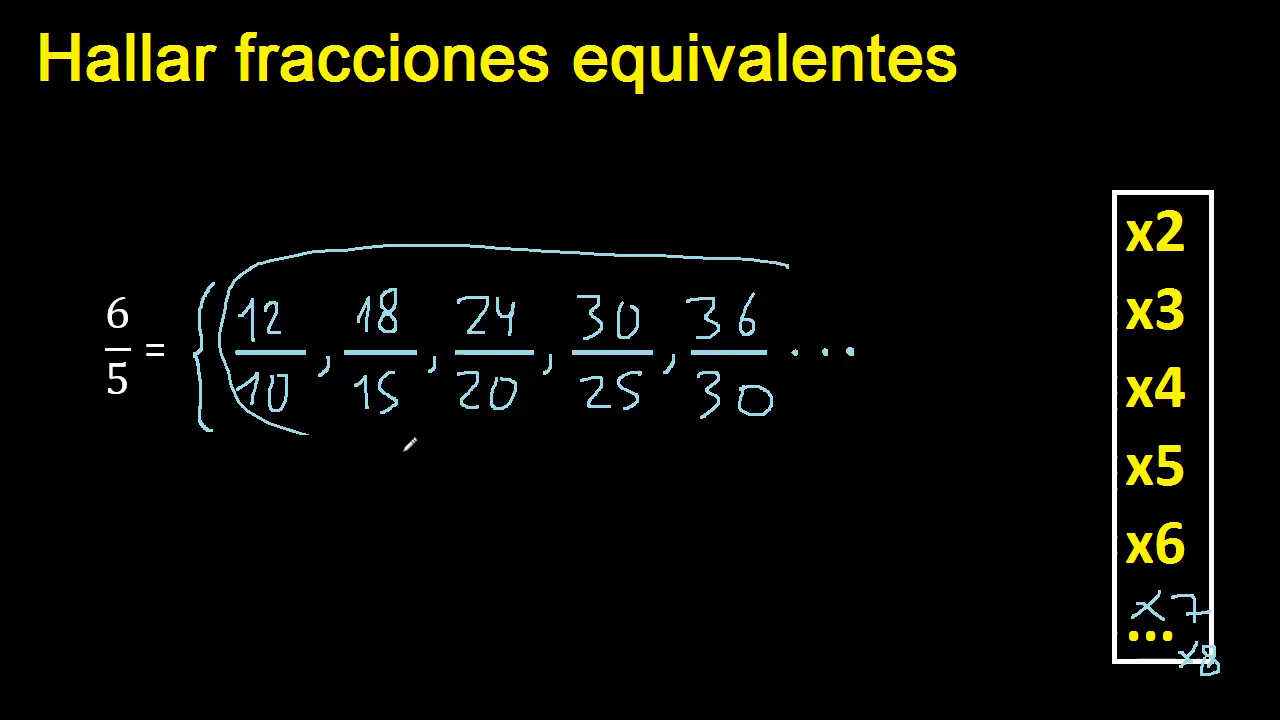 Hallar fracciones equivalentes
6/5 = { 12/10 , 18/15 , 24/20 , 30/25 , 36/30 ...
x2
x3
x4
x5
x6
x7
...
x8